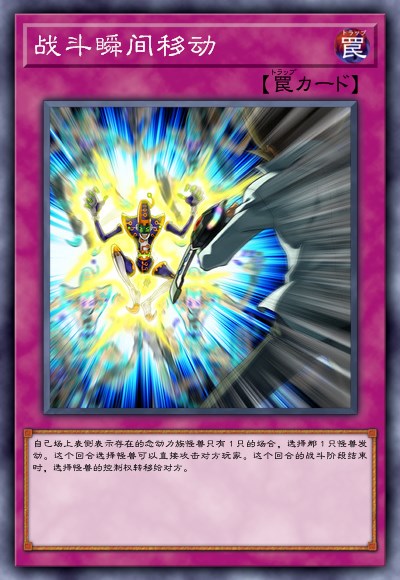 战斗瞬间移动
トラップ
罠
トラップ
【罠カード】
自己场上表侧表示存在的念动力族怪兽只有1只的场合，选择那1只怪兽发
动。这个回合选择怪兽可以直接攻击对方玩家。这个回合的战斗阶段结束
时，选择怪兽的控制权转移给对方。